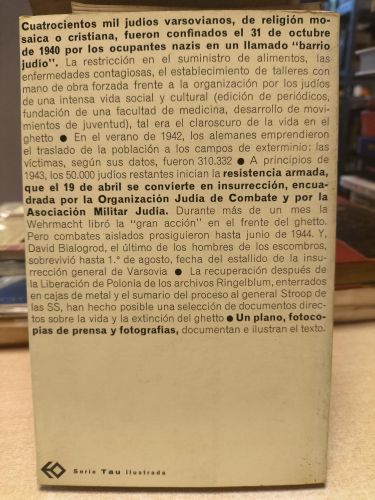 Cuatrocientos mil judíos varsovianos, de religión mo-
saica o cristiana, fueron confinados el 31 de octubre
de 1940 por los ocupantes nazis en un llamado “barrio
judío”. La restricción en el suministro de alimentos, las
enfermedades contagiosas, el establecimiento de talleres con
mano de obra forzada frente a la organización por los judíos
de una intensa vida social y cultural (edición de periódicos,
fundación de una facultad de medicina, desarrollo de movi-
mientos de juventud), tal era el claroscuro de la vida en el
ghetto ● En el verano de 1942, los alemanes emprendieron
el traslado de la población a los campos de exterminio: las
víctimas, según sus datos, fueron 310.332 ● A principios de
1943, los 50.000 judíos restantes inician la resistencia armada,
que el 19 de abril se convierte en insurrección, encua-
drada por la Organización Judía de Combate y por la
Asociación Militar Judía. Durante más de un mes la
Wehrmacht libró la “gran acción” en el frente del ghetto.
Pero combates aislados prosiguieron hasta junio de 1944. Y,
David Bialogrod, el último de los hombres de los escombros,
sobrevivió hasta 1.° de agosto, fecha del estallido de la insu-
rrección general de Varsovia ● La recuperación después de
la Liberación de Polonia de los archivos Ringelblum, enterrados
en cajas de metal y el sumario del proceso al general Stroop de
las SS, han hecho posible una selección de documentos direc-
tos sobre la vida y la extinción del ghetto ● Un plano, fotoco-
pias de prensa y fotografías, documentan e ilustran el texto.
Serie Tau Ilustrada